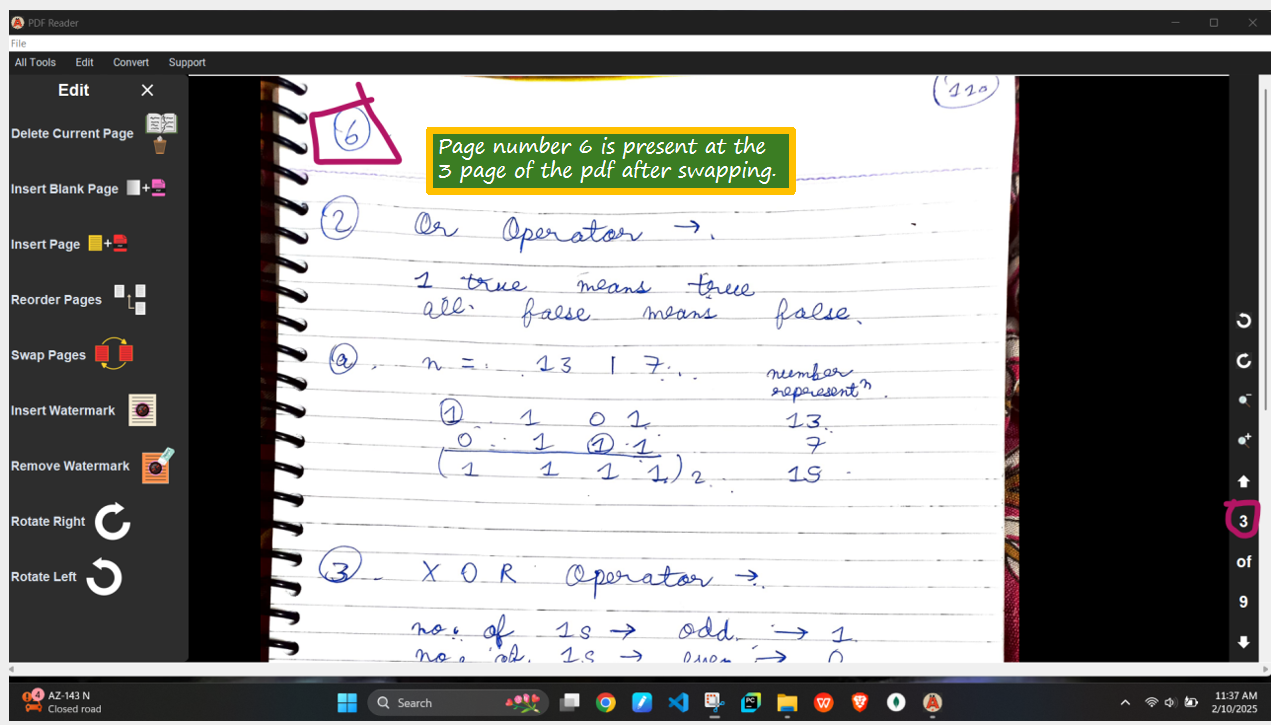 PDF Reader
File
All Tools Edit Convert Support
Edit
Delete Current Page
Insert Blank Page
Insert Page
Reorder Pages
Swap Pages
Insert Watermark
Remove Watermark
Rotate Right
Rotate Left
6
110
Page number 6 is present at the
3 page of the pdf after swapping.
2 Or Operator →.
1 true means true
all. false means false.
a. n = 13 | 7
number
represent^n.
1 1 0 1 13.
0 1 1 1 7
(1 1 1 1)2 15
3. XOR Operator →
no. of 1s → odd. → 1.
no. of 1s → even → 0
3
of
9
4
AZ-143 N
Closed road
Search
PC
11:37 AM
2/10/2025